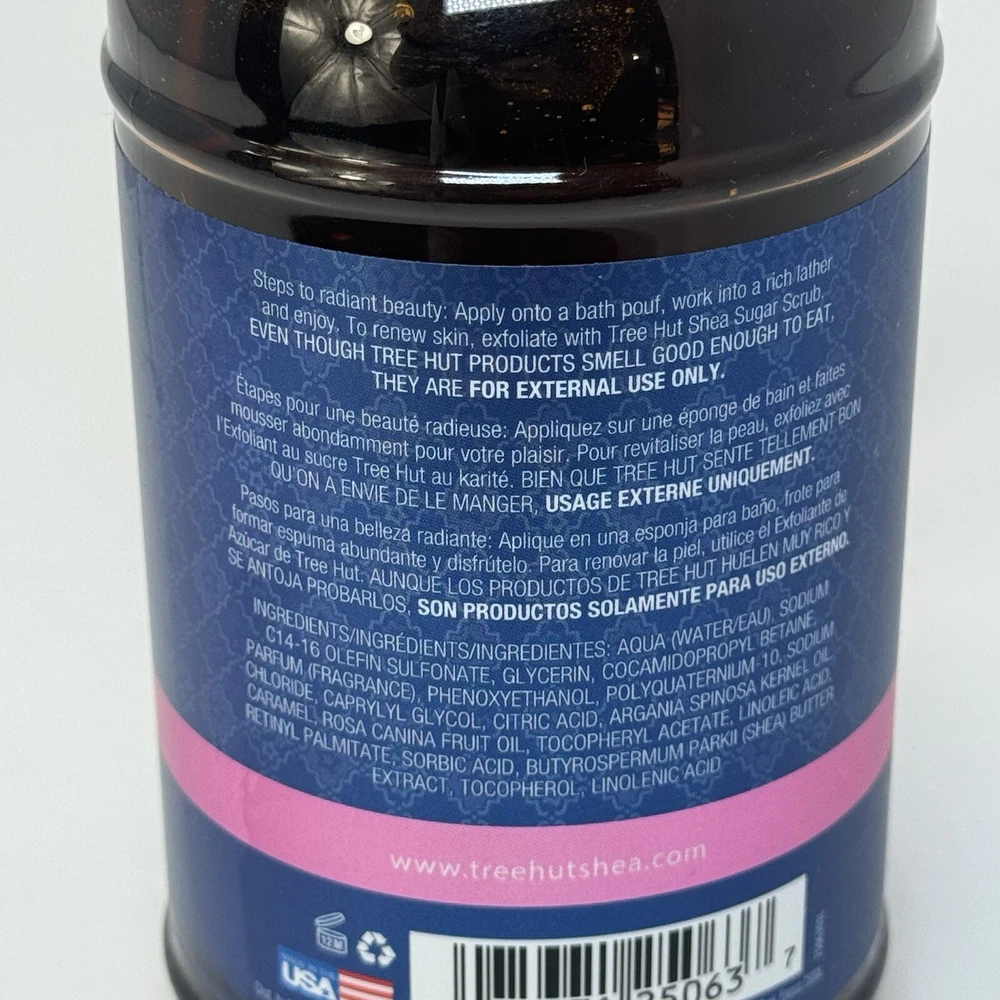 Steps to radiant beauty: Apply onto a bath pouf, work into a rich lather
and enjoy. To renew skin, exfoliate with Tree Hut Shea Sugar Scrub.
EVEN THOUGH TREE HUT PRODUCTS SMELL GOOD ENOUGH TO EAT,
THEY ARE FOR EXTERNAL USE ONLY.
Étapes pour une beauté radieuse: Appliquez sur une éponge de bain et faites
mousser abondamment pour votre plaisir. Pour revitaliser la peau, exfoliez avec
l'Exfoliant au sucre Tree Hut au karité. BIEN QUE TREE HUT SENTE TELLEMENT BON
QU'ON A ENVIE DE LE MANGER, USAGE EXTERNE UNIQUEMENT.
Pasos para una belleza radiante: Aplique en una esponja para baño, frote para
formar espuma abundante y disfrútelo. Para renovar la piel, utilice el Exfoliante de
Azúcar de Tree Hut. AUNQUE LOS PRODUCTOS DE TREE HUT HUELEN MUY RICO Y
SE ANTOJA PROBARLOS, SON PRODUCTOS SOLAMENTE PARA USO EXTERNO.
INGREDIENTS/INGRÉDIENTES/INGREDIENTES: AQUA (WATER/EAU), SODIUM
C14-16 OLEFIN SULFONATE, GLYCERIN, COCAMIDOPROPYL BETAINE,
PARFUM (FRAGRANCE), PHENOXYETHANOL, POLYQUATERNIUM-10, SODIUM
CHLORIDE, CAPRYLYL GLYCOL, CITRIC ACID, ARGANIA SPINOSA KERNEL OIL,
CARAMEL, ROSA CANINA FRUIT OIL, TOCOPHERYL ACETATE, LINOLEIC ACID,
RETINYL PALMITATE, SORBIC ACID, BUTYROSPERMUM PARKII (SHEA) BUTTER
EXTRACT, TOCOPHEROL, LINOLENIC ACID
www.treehutshea.com
12 M
USA
35063 7